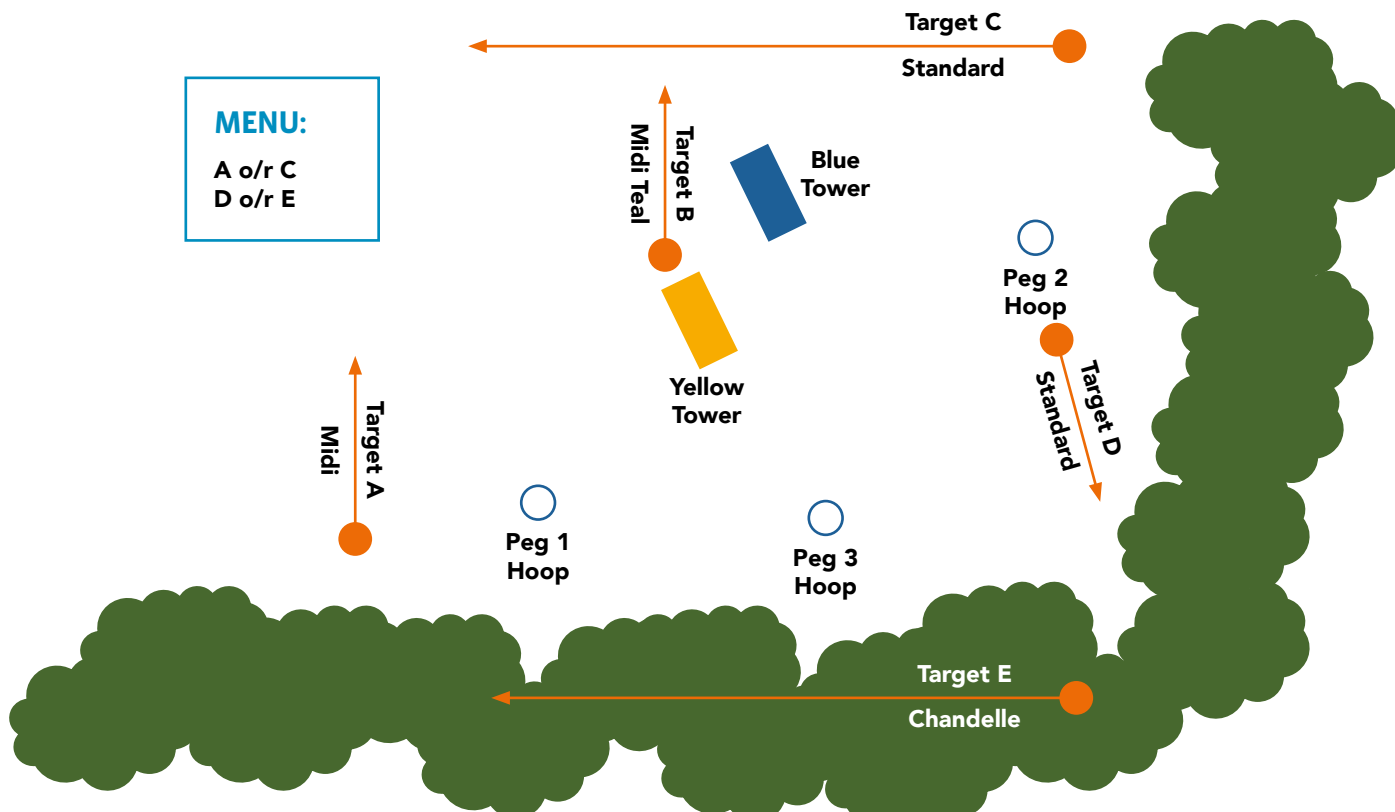 Target C
Standard
MENU:
A o/r C
D o/r E
Target B
Midi Teal
Blue
Tower
Peg 2
Hoop
Yellow
Tower
Target D
Standard
Target A
Midi
Peg 1
Hoop
Peg 3
Hoop
Target E
Chandelle